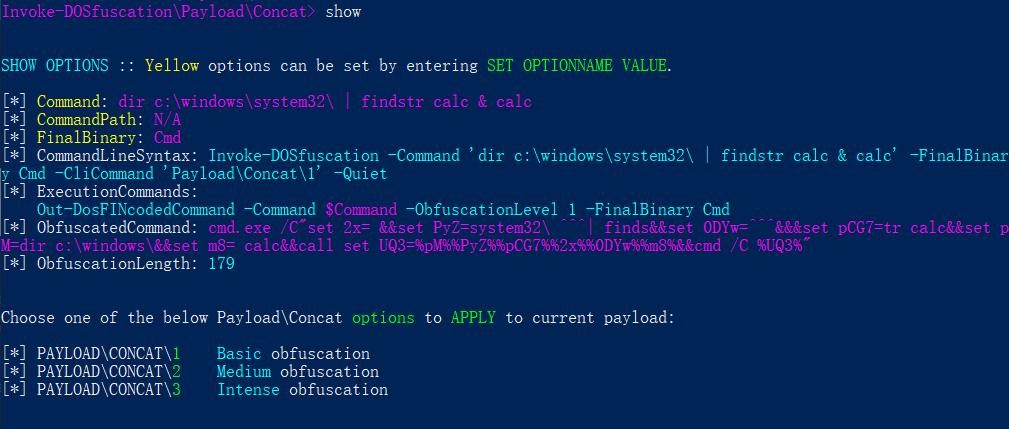 Invoke-DOSfuscation\Payload\Concat> show
SHOW OPTIONS :: Yellow options can be set by entering SET OPTIONNAME VALUE.
[*] Command: dir c:\windows\system32\ | findstr calc & calc
[*] CommandPath: N/A
[*] FinalBinary: Cmd
[*] CommandLineSyntax: Invoke-DOSfuscation -Command 'dir c:\windows\system32\ | findstr calc & calc' -FinalBinar
y Cmd -CliCommand 'Payload\Concat\1' -Quiet
[*] ExecutionCommands:
Out-DosFINcodedCommand -Command $Command -ObfuscationLevel 1 -FinalBinary Cmd
[*] ObfuscatedCommand: cmd.exe /C"set 2x= &&set PyZ=system32\ ^^^| finds&&set ODYw=^^^&&&set pCG7=tr calc&&set p
M=dir c:\windows\&&set m8= calc&&call set UQ3=%pM%%PyZ%%pCG7%%2x%%ODYw%%m8%&&cmd /C %UQ3%"
[*] ObfuscationLength: 179
Choose one of the below Payload\Concat options to APPLY to current payload:
[*] PAYLOAD\CONCAT\1 Basic obfuscation
[*] PAYLOAD\CONCAT\2 Medium obfuscation
[*] PAYLOAD\CONCAT\3 Intense obfuscation